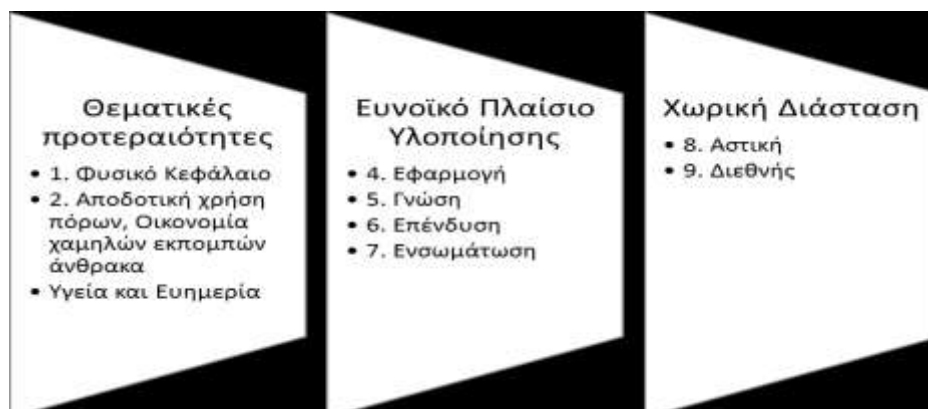 Θεματικές
προτεραιότητες
• 1. Φυσικό Κεφάλαιο
• 2. Αποδοτική χρήση
πόρων, Οικονομία
χαμηλών εκπομπών
άνθρακα
• Υγεία και Ευημερία
Ευνοϊκό Πλαίσιο
Υλοποίησης
• 4. Εφαρμογή
• 5. Γνώση
• 6. Επένδυση
• 7. Ενσωμάτωση
Χωρική Διάσταση
• 8. Αστική
• 9. Διεθνής